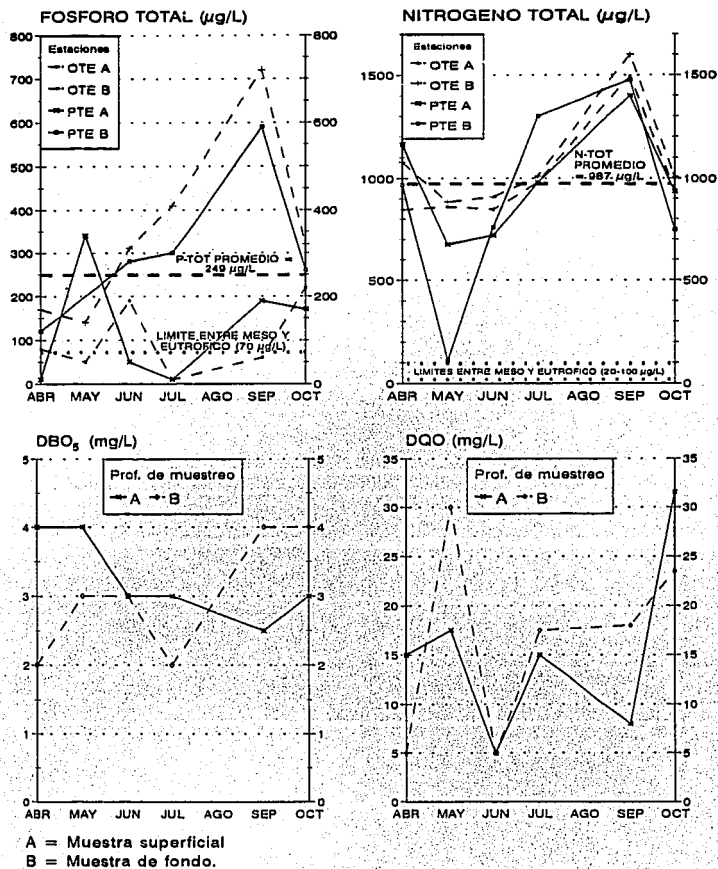 FOSFORO TOTAL (µg/L)
800
700
600
500
400
300
200
100
0
800
600
400
200
0
Estaciones
OTE A
OTE B
PTE A
PTE B
P-TOT PROMEDIO =
249 µg/L
LIMITE ENTRE MESO Y
EUTROFICO (70 µg/L)
ABR MAY JUN JUL AGO SEP OCT
NITROGENO TOTAL (µg/L)
1500
1000
500
0
1500
1000
500
0
Estaciones
OTE A
OTE B
PTE A
PTE B
N-TOT
PROMEDIO
= 987 µg/L
LIMITES ENTRE MESO Y EUTROFICO (20-100 µg/L)
ABR MAY JUN JUL AGO SEP OCT
DBO₅ (mg/L)
5
4
3
2
1
0
5
4
3
2
1
0
Prof. de muestreo
A B
ABR MAY JUN JUL AGO SEP OCT
DQO (mg/L)
35
30
25
20
15
10
5
0
35
30
25
20
15
10
5
0
Prof. de muestreo
A B
ABR MAY JUN JUL AGO SEP OCT
A = Muestra superficial
B = Muestra de fondo.